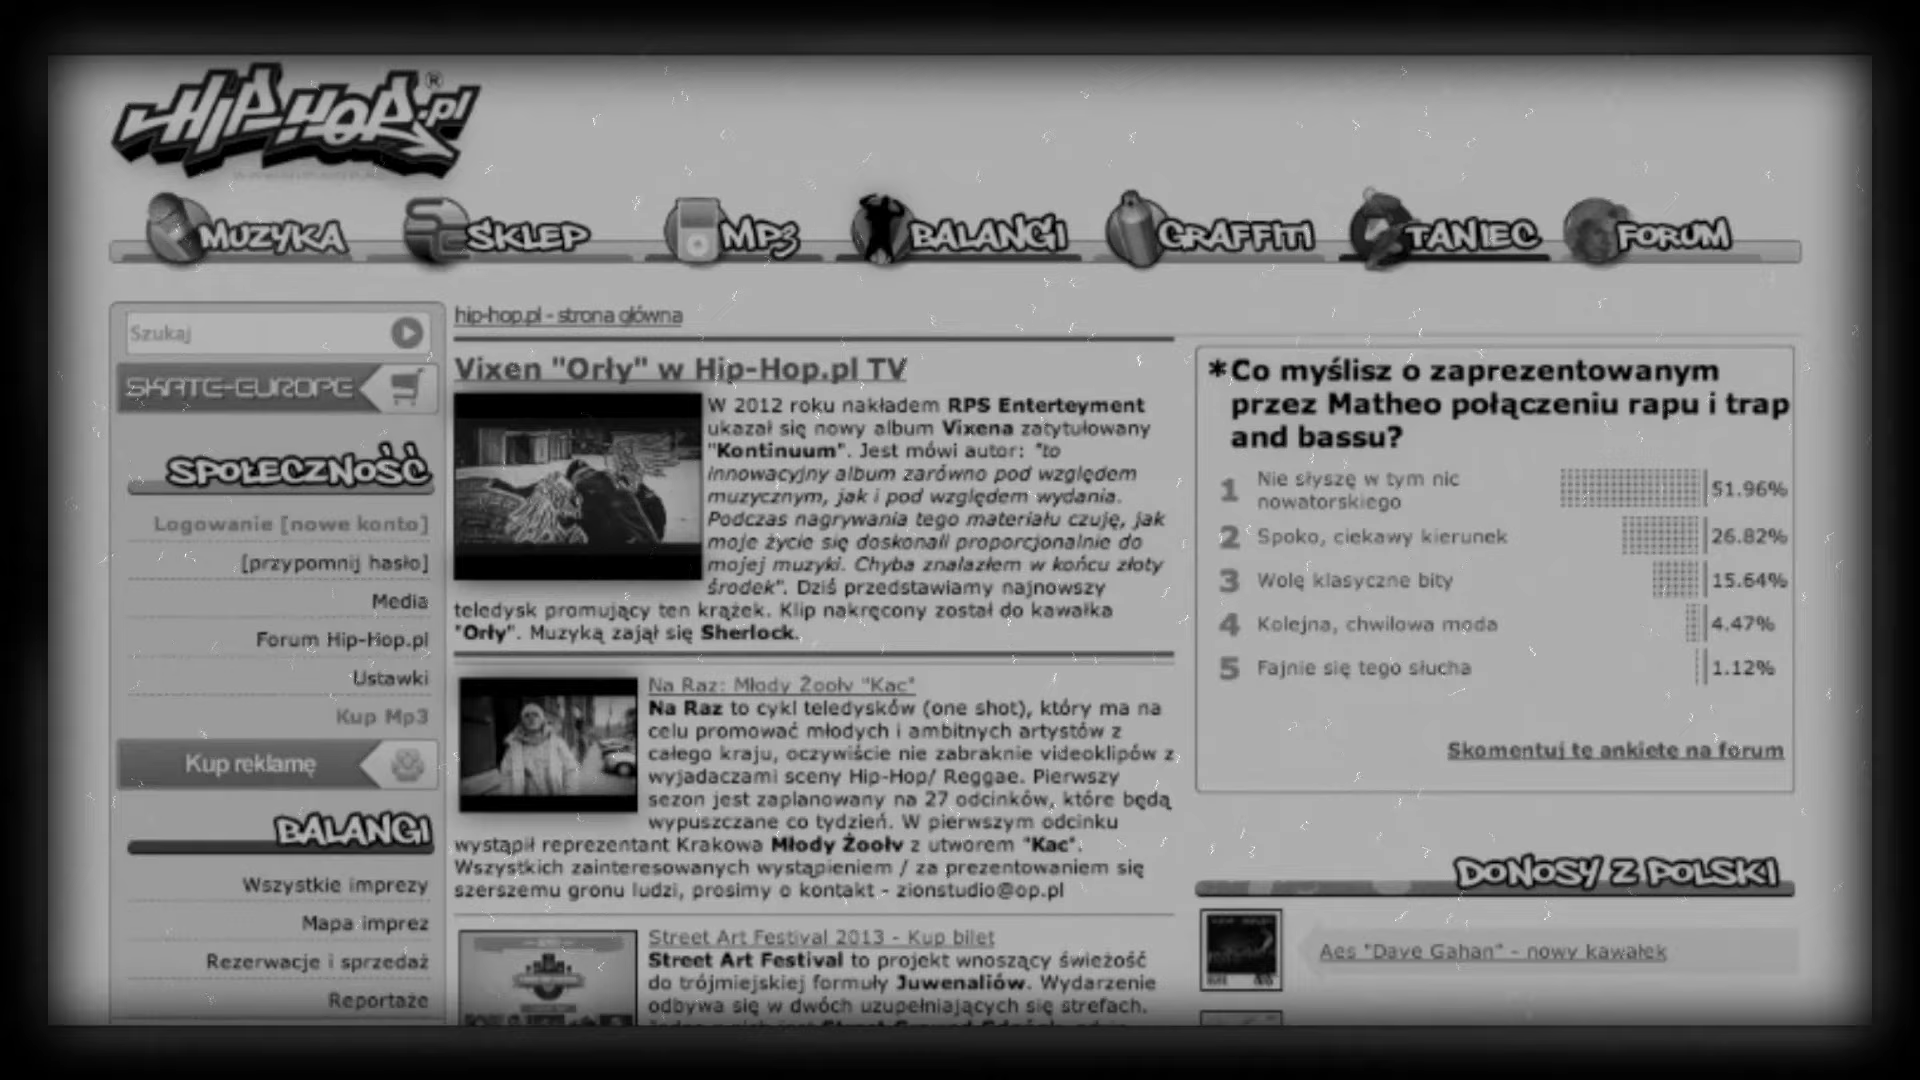 HIP-HOP.pl®
MUZYKA
SKLEP
MP3
BALANGI
GRAFFITI
TANIEC
FORUM
Szukaj
SKATE-EUROPE
SPOŁECZNOŚĆ
Logowanie [nowe konto]
[przypomnij hasło]
Media
Forum Hip-Hop.pl
Ustawki
Kup Mp3
Kup reklamę
BALANGI
Wszystkie imprezy
Mapa imprez
Rezerwacje i sprzedaż
Reportaże
hip-hop.pl - strona główna
Vixen "Orły" w Hip-Hop.pl TV
W 2012 roku nakładem RPS Enterteyment
ukazał się nowy album Vixena zatytułowany
"Kontinuum". Jest mówi autor: "to
innowacyjny album zarówno pod względem
muzycznym, jak i pod względem wydania.
Podczas nagrywania tego materiału czuję, jak
moje życie się doskonali proporcjonalnie do
mojej muzyki. Chyba znalazłem w końcu złoty
środek". Dziś przedstawiamy najnowszy
teledysk promujący ten krążek. Klip nakręcony został do kawałka
"Orły". Muzyką zajął się Sherlock.
Na Raz: Młody Żoołv "Kac"
Na Raz to cykl teledysków (one shot), który ma na
celu promować młodych i ambitnych artystów z
całego kraju, oczywiście nie zabraknie videoklipów z
wyjadaczami sceny Hip-Hop/ Reggae. Pierwszy
sezon jest zaplanowany na 27 odcinków, które będą
wypuszczane co tydzień. W pierwszym odcinku
wystąpił reprezentant Krakowa Młody Żoołv z utworem "Kac".
Wszystkich zainteresowanych wystąpieniem / za prezentowaniem się
szerszemu gronu ludzi, prosimy o kontakt - zionstudio@op.pl
Street Art Festival 2013 - Kup bilet
Street Art Festival to projekt wnoszący świeżość
do trójmiejskiej formuły Juwenaliów. Wydarzenie
odbywa się w dwóch uzupełniających się strefach.
*Co myślisz o zaprezentowanym
przez Matheo połączeniu rapu i trap
and bassu?
1 Nie słyszę w tym nic
nowatorskiego 51.96%
2 Spoko, ciekawy kierunek 26.82%
3 Wolę klasyczne bity 15.64%
4 Kolejna, chwilowa moda 4.47%
5 Fajnie się tego słucha 1.12%
Skomentuj tę ankietę na forum
DONOSY Z POLSKI
Aes "Dave Gahan" - nowy kawałek